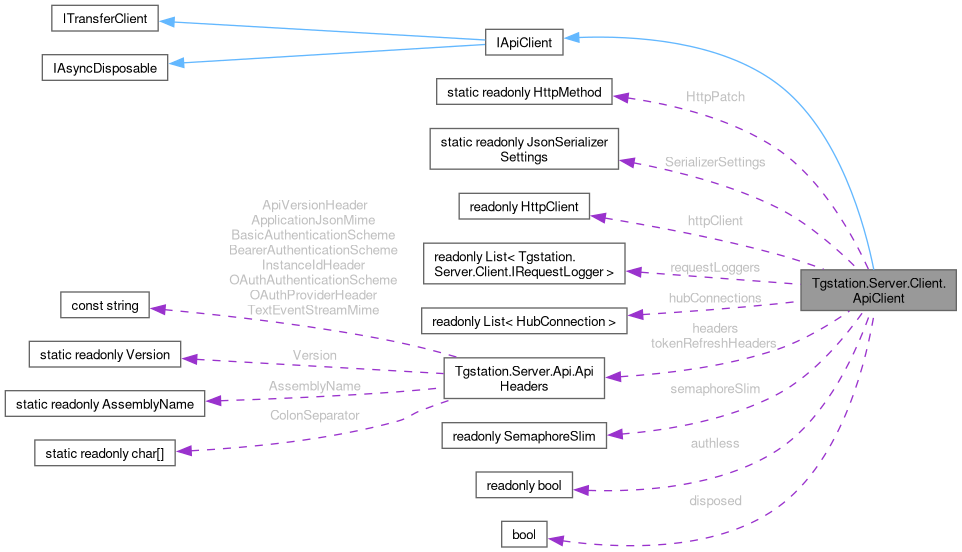 ITransferClient
IAsyncDisposable
IApiClient
static readonly HttpMethod
HttpPatch
static readonly JsonSerializer
Settings
SerializerSettings
readonly HttpClient
httpClient
readonly List< Tgstation.
Server.Client.IRequestLogger >
requestLoggers
readonly List< HubConnection >
hubConnections
Tgstation.Server.Client.
ApiClient
ApiVersionHeader
ApplicationJsonMime
BasicAuthenticationScheme
BearerAuthenticationScheme
InstanceIdHeader
OAuthAuthenticationScheme
OAuthProviderHeader
TextEventStreamMime
const string
static readonly Version
Version
static readonly AssemblyName
AssemblyName
static readonly char[]
ColonSeparator
Tgstation.Server.Api.Api
Headers
headers
tokenRefreshHeaders
readonly SemaphoreSlim
semaphoreSlim
readonly bool
authless
bool
disposed